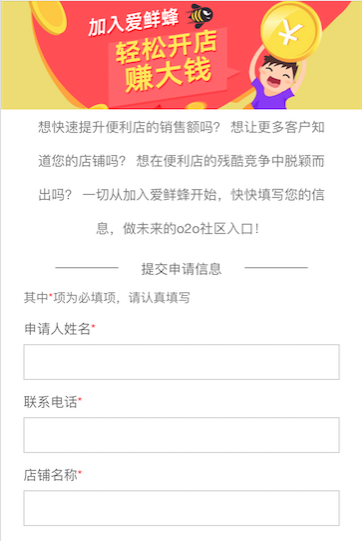 加入爱鲜蜂
轻松开店
赚大钱
想快速提升便利店的销售额吗? 想让更多客户知
道您的店铺吗? 想在便利店的残酷竞争中脱颖而
出吗? 一切从加入爱鲜蜂开始，快快填写您的信
息，做未来的o2o社区入口!
提交申请信息
其中*项为必填项，请认真填写
申请人姓名*
联系电话*
店铺名称*